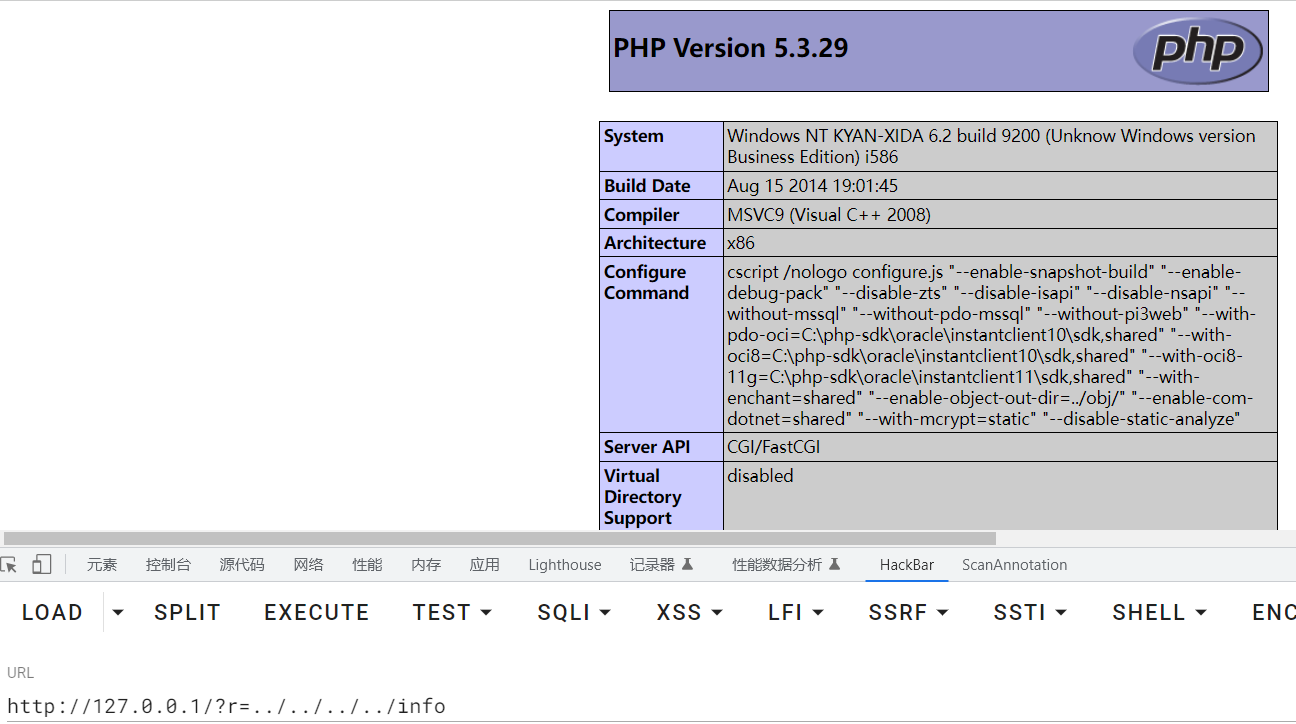 PHP Version 5.3.29
php
System
Windows NT KYAN-XIDA 6.2 build 9200 (Unknow Windows version
Business Edition) i586
Build Date
Aug 15 2014 19:01:45
Compiler
MSVC9 (Visual C++ 2008)
Architecture
x86
Configure
Command
cscript /nologo configure.js "--enable-snapshot-build" "--enable-
debug-pack" "--disable-zts" "--disable-isapi" "--disable-nsapi" "--
without-mssql" "--without-pdo-mssql" "--without-pi3web" "--with-
pdo-oci=C:\php-sdk\oracle\instantclient10\sdk,shared" "--with-
oci8=C:\php-sdk\oracle\instantclient10\sdk,shared" "--with-oci8-
11g=C:\php-sdk\oracle\instantclient11\sdk,shared" "--with-
enchant=shared" "--enable-object-out-dir=../obj/" "--enable-com-
dotnet=shared" "--with-mcrypt=static" "--disable-static-analyze"
Server API
CGI/FastCGI
Virtual
Directory
Support
disabled
元素 控制台 源代码 网络 性能 内存 应用 Lighthouse 记录器 性能数据分析 HackBar ScanAnnotation
LOAD SPLIT EXECUTE TEST SQLI XSS LFI SSRF SSTI SHELL ENC
URL
http://127.0.0.1/?r=../../../../info